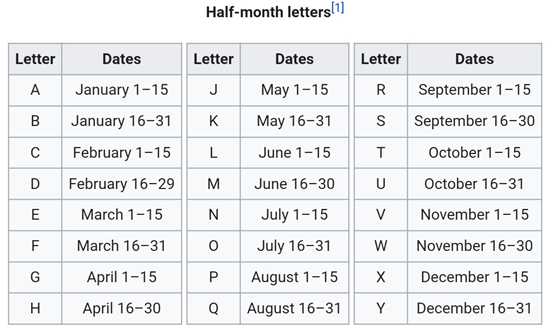 Half-month letters[1]
Letter Dates Letter Dates Letter Dates
A January 1–15 J May 1–15 R September 1–15
B January 16–31 K May 16–31 S September 16–30
C February 1–15 L June 1–15 T October 1–15
D February 16–29 M June 16–30 U October 16–31
E March 1–15 N July 1–15 V November 1–15
F March 16–31 O July 16–31 W November 16–30
G April 1–15 P August 1–15 X December 1–15
H April 16–30 Q August 16–31 Y December 16–31